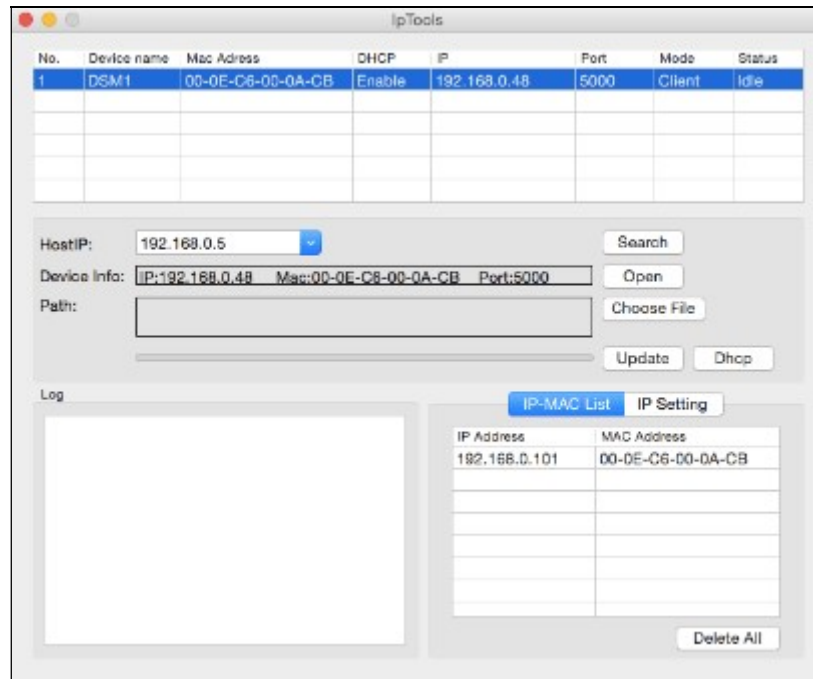 IpTools
No. Device name Mac Adress DHCP IP Port Mode Status
1 DSM1 00-0E-C6-00-0A-CB Enable 192.168.0.48 5000 Client Idle
HostIP: 192.168.0.5 Search
Device Info: IP:192.168.0.48 Mac:00-0E-C6-00-0A-CB Port:5000 Open
Path: Choose File
Update Dhcp
Log
IP-MAC List IP Setting
IP Address MAC Address
192.168.0.101 00-0E-C6-00-0A-CB
Delete All